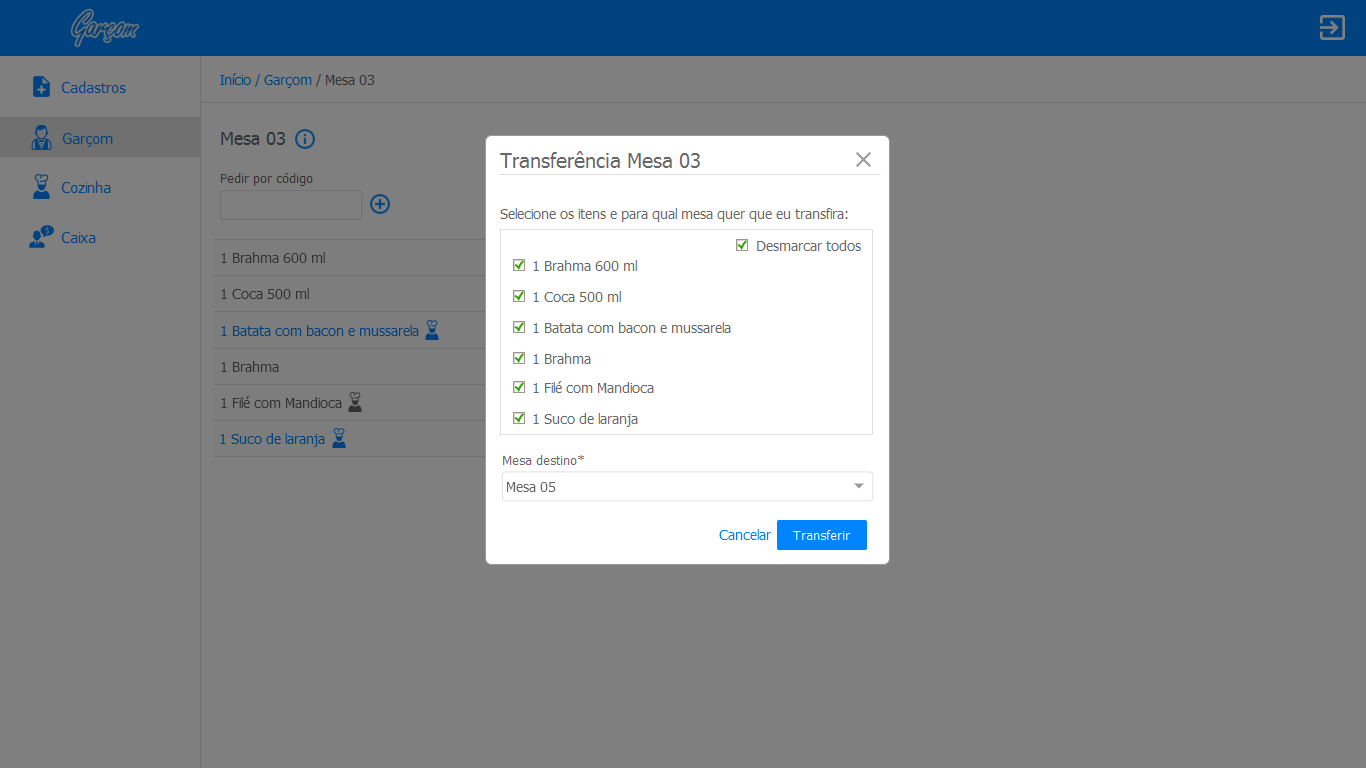 Garçom
Cadastros
Garçom
Cozinha
Caixa
Início / Garçom / Mesa 03
Mesa 03
Pedir por código
1 Brahma 600 ml
1 Coca 500 ml
1 Batata com bacon e mussarela
1 Brahma
1 Filé com Mandioca
1 Suco de laranja
Transferência Mesa 03
Selecione os itens e para qual mesa quer que eu transfira:
Desmarcar todos
1 Brahma 600 ml
1 Coca 500 ml
1 Batata com bacon e mussarela
1 Brahma
1 Filé com Mandioca
1 Suco de laranja
Mesa destino*
Mesa 05
Cancelar Transferir